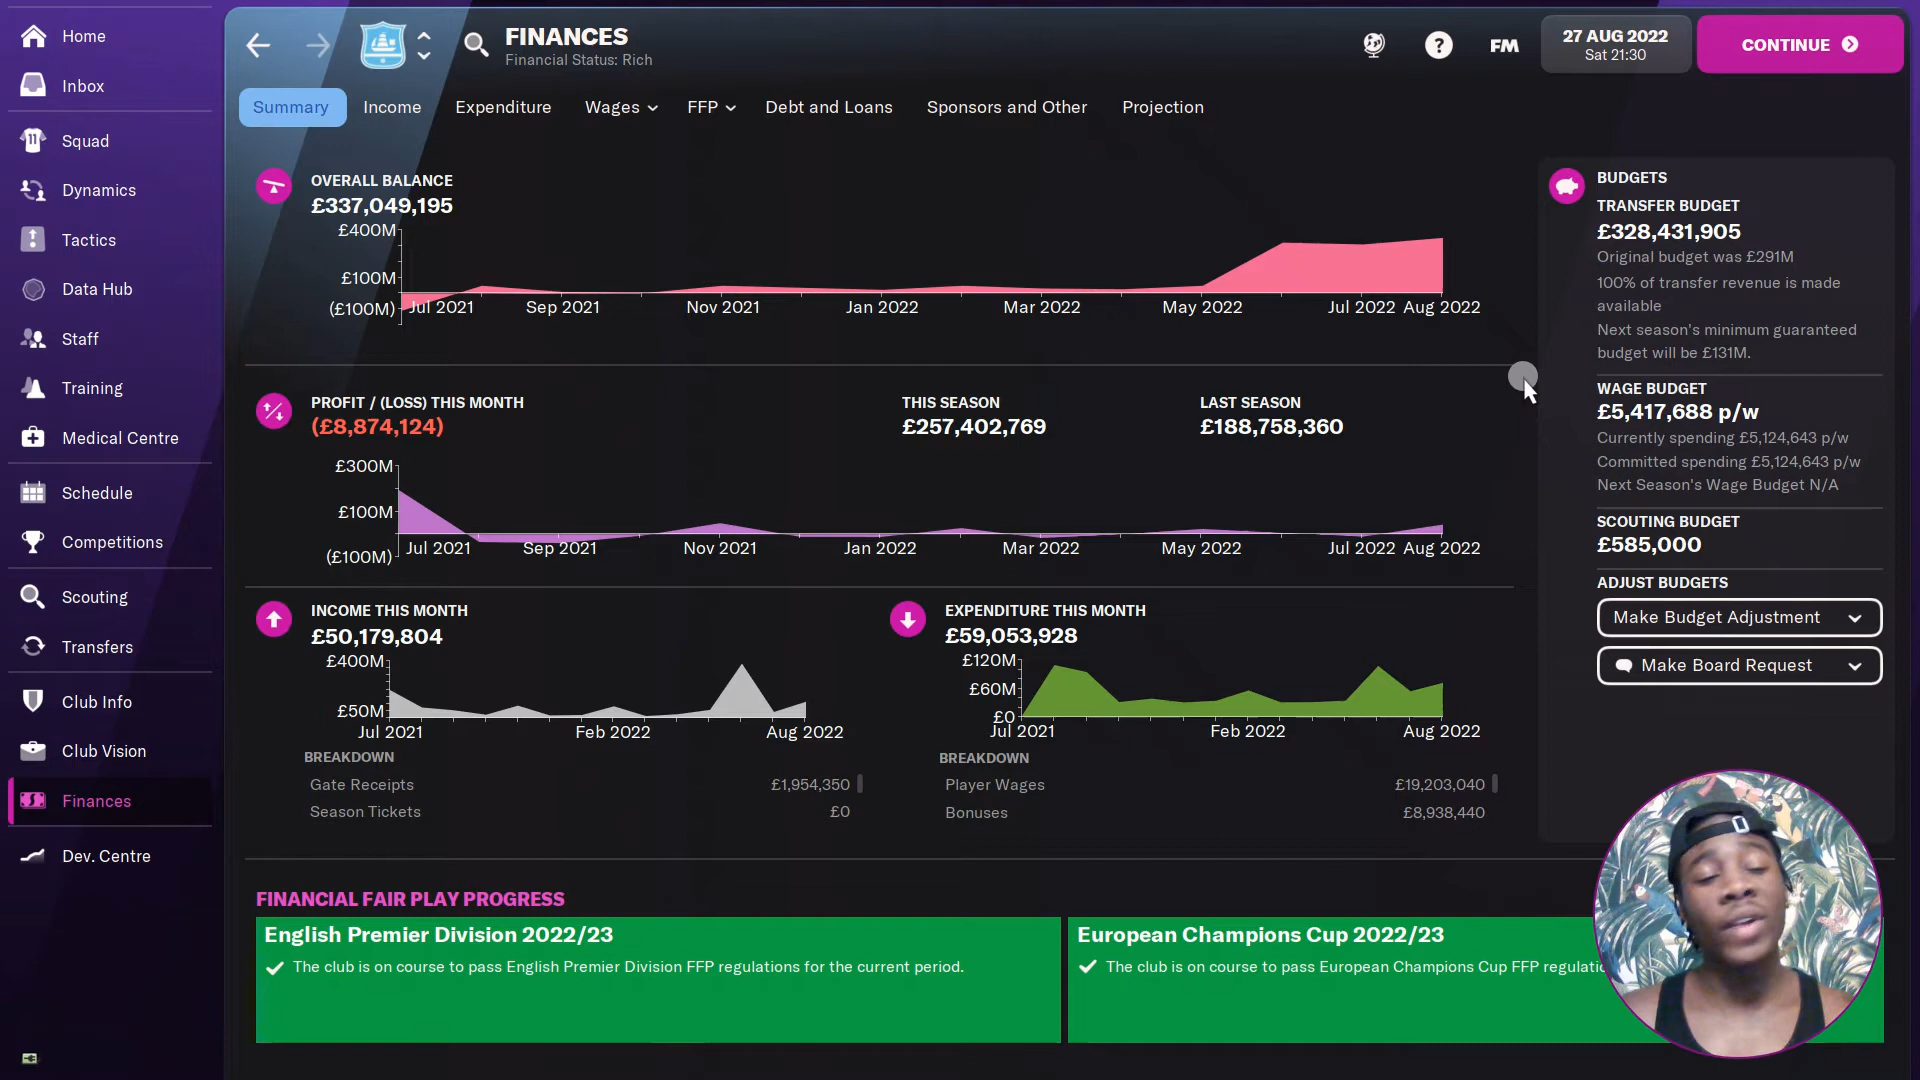 Home
Inbox
Squad
Dynamics
Tactics
Data Hub
Staff
Training
Medical Centre
Schedule
Competitions
Scouting
Transfers
Club Info
Club Vision
Finances
Dev. Centre
FINANCES
Financial Status: Rich
?
FM
27 AUG 2022
Sat 21:30
CONTINUE
Summary Income Expenditure Wages FFP Debt and Loans Sponsors and Other Projection
OVERALL BALANCE
£337,049,195
£400M
£100M
(£100M)
Jul 2021 Sep 2021 Nov 2021 Jan 2022 Mar 2022 May 2022 Jul 2022 Aug 2022
PROFIT / (LOSS) THIS MONTH
(£8,874,124)
THIS SEASON
£257,402,769
LAST SEASON
£188,758,360
£300M
£100M
(£100M)
Jul 2021 Sep 2021 Nov 2021 Jan 2022 Mar 2022 May 2022 Jul 2022 Aug 2022
INCOME THIS MONTH
£50,179,804
£400M
£50M
Jul 2021 Feb 2022 Aug 2022
BREAKDOWN
Gate Receipts £1,954,350
Season Tickets £0
EXPENDITURE THIS MONTH
£59,053,928
£120M
£60M
£0
Jul 2021 Feb 2022 Aug 2022
BREAKDOWN
Player Wages £19,203,040
Bonuses £8,938,440
BUDGETS
TRANSFER BUDGET
£328,431,905
Original budget was £291M
100% of transfer revenue is made
available
Next season's minimum guaranteed
budget will be £131M.
WAGE BUDGET
£5,417,688 p/w
Currently spending £5,124,643 p/w
Committed spending £5,124,643 p/w
Next Season's Wage Budget N/A
SCOUTING BUDGET
£585,000
ADJUST BUDGETS
Make Budget Adjustment
Make Board Request
FINANCIAL FAIR PLAY PROGRESS
English Premier Division 2022/23
The club is on course to pass English Premier Division FFP regulations for the current period.
European Champions Cup 2022/23
The club is on course to pass European Champions Cup FFP